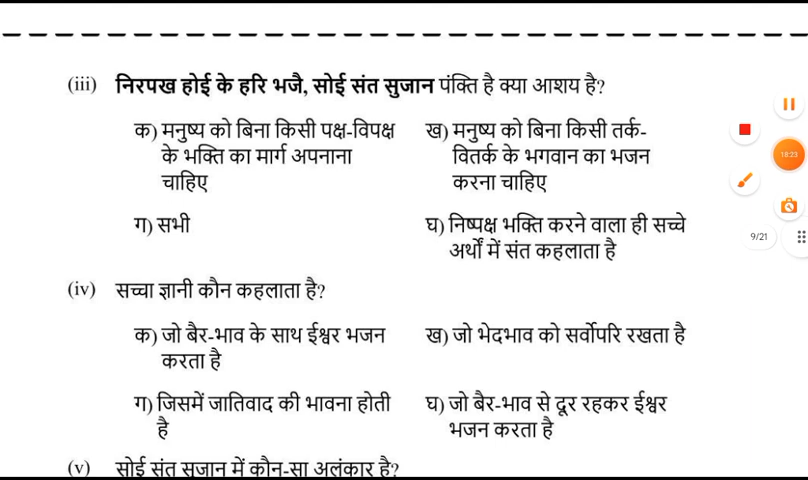 (iii) निरपख होई के हरि भजै, सोई संत सुजान पंक्ति है क्या आशय है?
क) मनुष्य को बिना किसी पक्ष-विपक्ष के भक्ति का मार्ग अपनाना चाहिए
ख) मनुष्य को बिना किसी तर्क-वितर्क के भगवान का भजन करना चाहिए
ग) सभी
घ) निष्पक्ष भक्ति करने वाला ही सच्चे अर्थों में संत कहलाता है
(iv) सच्चा ज्ञानी कौन कहलाता है?
क) जो बैर-भाव के साथ ईश्वर भजन करता है
ख) जो भेदभाव को सर्वोपरि रखता है
ग) जिसमें जातिवाद की भावना होती है
घ) जो बैर-भाव से दूर रहकर ईश्वर भजन करता है
(v) सोई संत सुजान में कौन-सा अलंकार है?
18:23
9/21